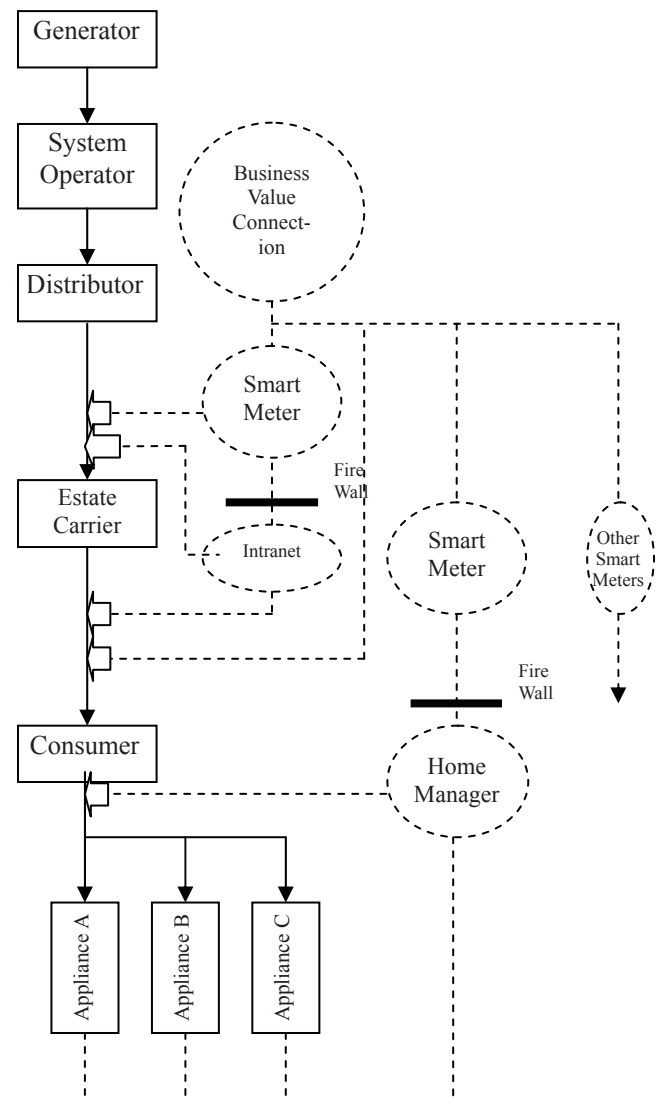 Generator
System
Operator
Business
Value
Connect-
ion
Distributor
Smart
Meter
Fire
Wall
Estate
Carrier
Intranet
Smart
Meter
Other
Smart
Meters
Fire
Wall
Consumer
Home
Manager
Appliance A
Appliance B
Appliance C